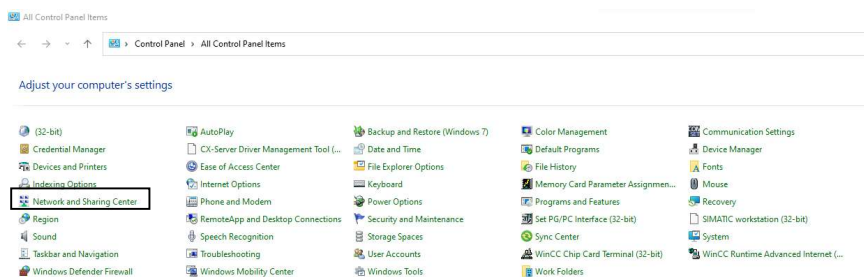 All Control Panel Items
Control Panel › All Control Panel Items
Adjust your computer's settings
(32-bit) AutoPlay Backup and Restore (Windows 7) Color Management Communication Settings
Credential Manager CX-Server Driver Management Tool (... Date and Time Default Programs Device Manager
Devices and Printers Ease of Access Center File Explorer Options File History Fonts
Indexing Options Internet Options Keyboard Memory Card Parameter Assignmen... Mouse
Network and Sharing Center Phone and Modem Power Options Programs and Features Recovery
Region RemoteApp and Desktop Connections Security and Maintenance Set PG/PC Interface (32-bit) SIMATIC workstation (32-bit)
Sound Speech Recognition Storage Spaces Sync Center System
Taskbar and Navigation Troubleshooting User Accounts WinCC Chip Card Terminal (32-bit) WinCC Runtime Advanced Internet (...
Windows Defender Firewall Windows Mobility Center Windows Tools Work Folders